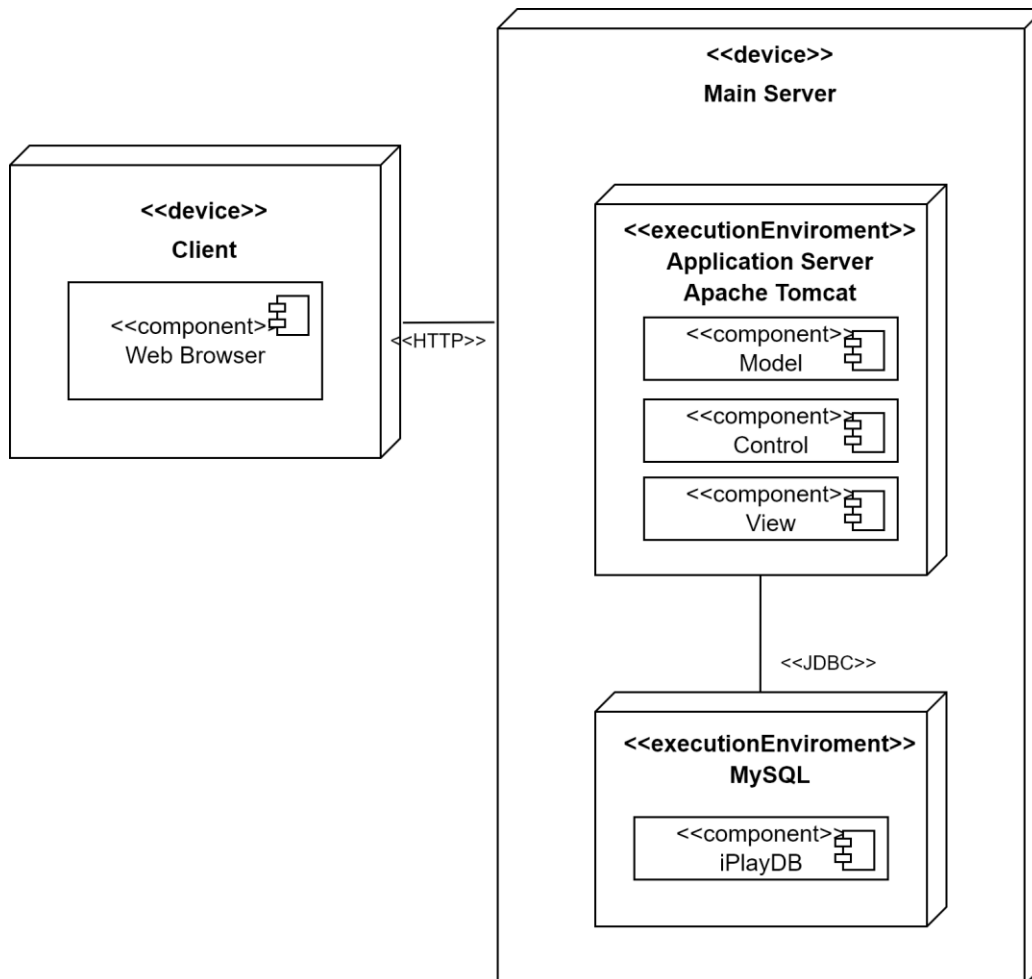 <<device>>
Main Server
<<device>>
Client
<<component>>
Web Browser
<<HTTP>>
<<executionEnviroment>>
Application Server
Apache Tomcat
<<component>>
Model
<<component>>
Control
<<component>>
View
<<JDBC>>
<<executionEnviroment>>
MySQL
<<component>>
iPlayDB